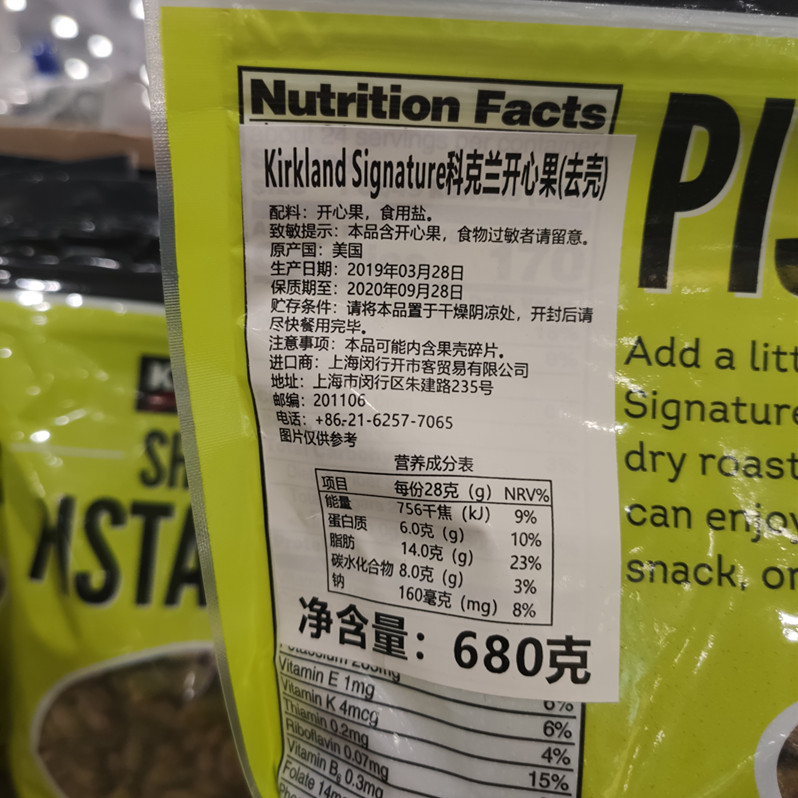 Nutrition Facts
Kirkland Signature科克兰开心果(去壳)
配料：开心果，食用盐。
致敏提示：本品含开心果，食物过敏者请留意。
原产国：美国
生产日期：2019年03月28日
保质期至：2020年09月28日
贮存条件：请将本品置于干燥阴凉处，开封后请
尽快餐用完毕。
注意事项：本品可能内含果壳碎片。
进口商：上海闵行开市客贸易有限公司
地址：上海市闵行区朱建路235号
邮编：201106
电话：+86-21-6257-7065
图片仅供参考
营养成分表
项目 每份28克（g） NRV%
能量 756千焦（kJ） 9%
蛋白质 6.0克（g） 10%
脂肪 14.0克（g） 23%
碳水化合物 8.0克（g） 3%
钠 160毫克（mg） 8%
净含量：680克
6%
Vitamin E 1mg 6%
Vitamin K 4mcg 4%
Thiamin 0.2mg 15%
Riboflavin 0.07mg
Vitamin B₆ 0.3mg
Folate
PI
Add a litt
Signature
dry roast
can enjoy
snack, or
K
SH
STA